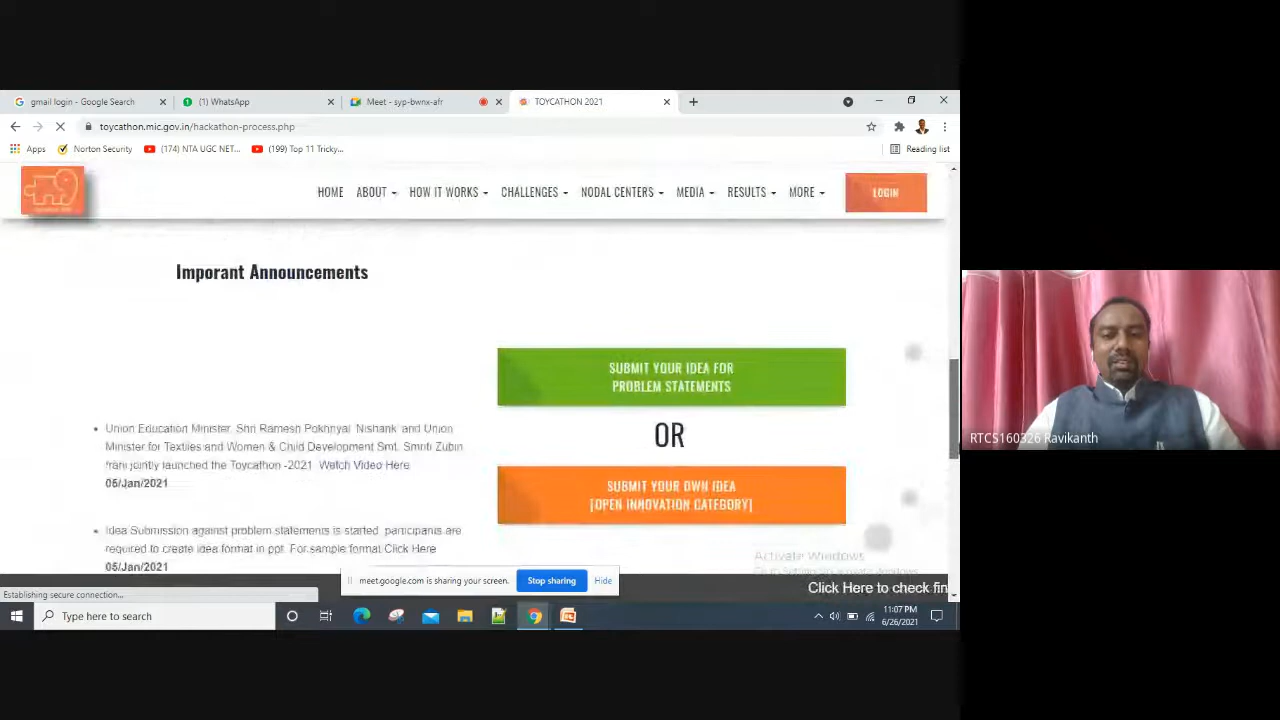 gmail login - Google Search
(1) WhatsApp
Meet - syp-bwnx-afr
TOYCATHON 2021
toycathon.mic.gov.in/hackathon-process.php
Apps
Norton Security
(174) NTA UGC NET...
(199) Top 11 Tricky...
Reading list
HOME
ABOUT
HOW IT WORKS
CHALLENGES
NODAL CENTERS
MEDIA
RESULTS
MORE
LOGIN
Imporant Announcements
SUBMIT YOUR IDEA FOR
PROBLEM STATEMENTS
OR
SUBMIT YOUR OWN IDEA
[OPEN INNOVATION CATEGORY]
Union Education Minister Shri Ramesh Pokhriyal Nishank and Union
Minister for Textiles and Women & Child Development Smt. Smriti Zubin
Irani jointly launched the Toycathon -2021. Watch Video Here
05/Jan/2021
Idea Submission against problem statements is started participants are
required to create idea format in ppt. For sample format Click Here
05/Jan/2021
Activate Windows
Go to Settings to activate Windows
Click Here to check fin
Establishing secure connection...
meet.google.com is sharing your screen.
Stop sharing
Hide
Type here to search
11:07 PM
6/26/2021
RTCS160326 Ravikanth